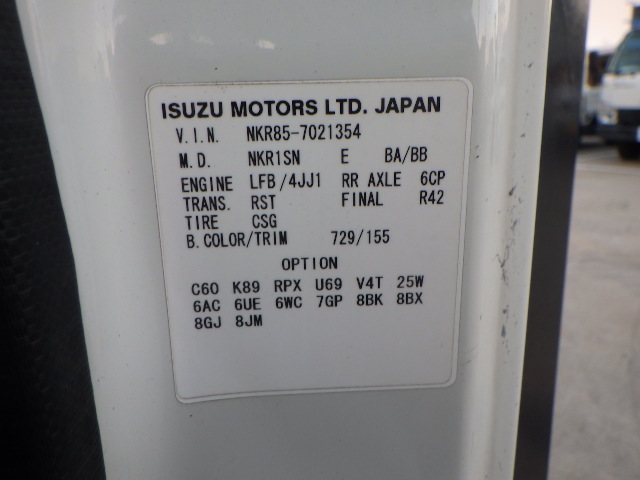 ISUZU MOTORS LTD. JAPAN
V.I.N. NKR85-7021354
M.D. NKR1SN E BA/BB
ENGINE LFB/4JJ1 RR AXLE 6CP
TRANS. RST FINAL R42
TIRE CSG
B.COLOR/TRIM 729/155
OPTION
C60 K89 RPX U69 V4T 25W
6AC 6UE 6WC 7GP 8BK 8BX
8GJ 8JM